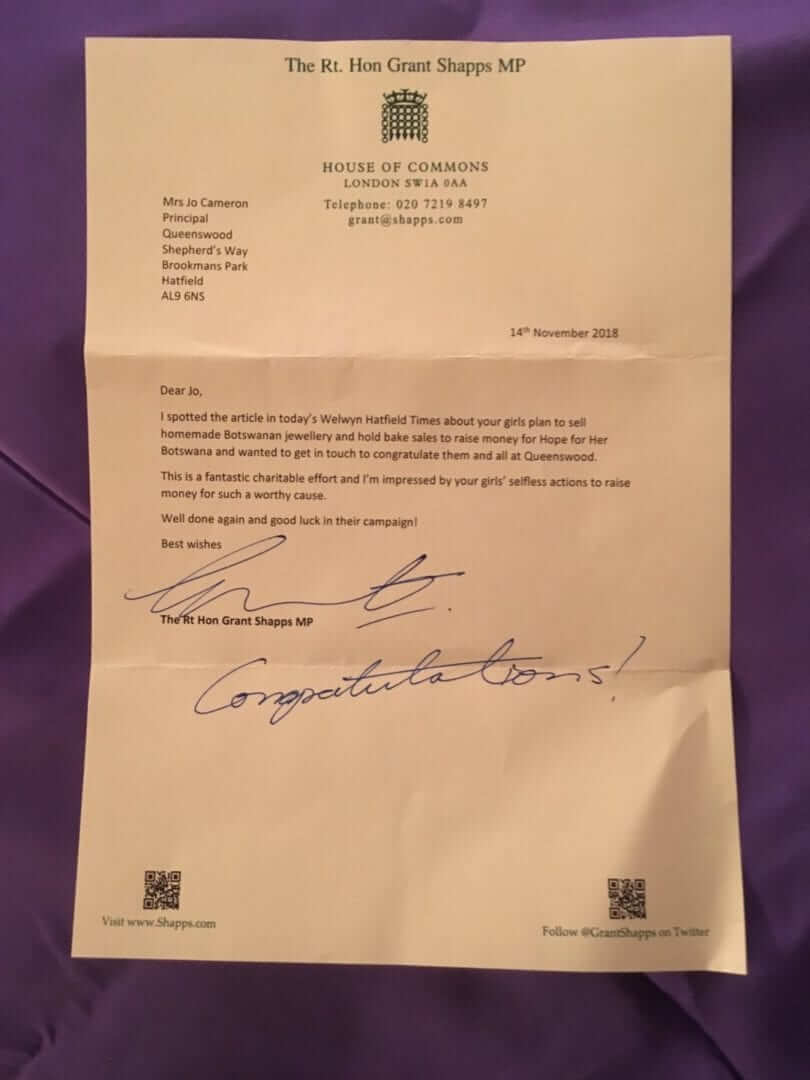 The Rt. Hon Grant Shapps MP
HOUSE OF COMMONS
LONDON SW1A 0AA
Telephone: 020 7219 8497
grant@shapps.com
Mrs Jo Cameron
Principal
Queenswood
Shepherd's Way
Brookmans Park
Hatfield
AL9 6NS
14th November 2018
Dear Jo,
I spotted the article in today's Welwyn Hatfield Times about your girls plan to sell
homemade Botswanan jewellery and hold bake sales to raise money for Hope for Her
Botswana and wanted to get in touch to congratulate them and all at Queenswood.
This is a fantastic charitable effort and I'm impressed by your girls' selfless actions to raise
money for such a worthy cause.
Well done again and good luck in their campaign!
Best wishes
Grant
The Rt Hon Grant Shapps MP
Congratulations!
Visit www.Shapps.com
Follow @GrantShapps on Twitter